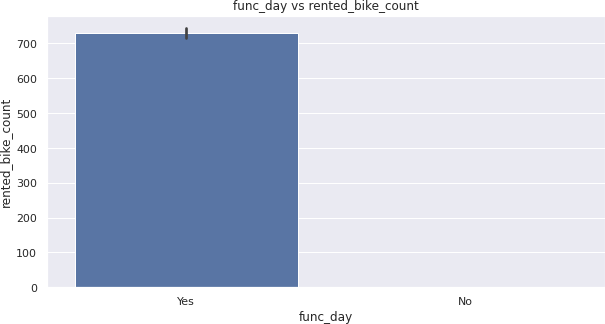 func_day vs rented_bike_count
700
600
500
400
300
200
100
0
rented_bike_count
Yes
No
func_day